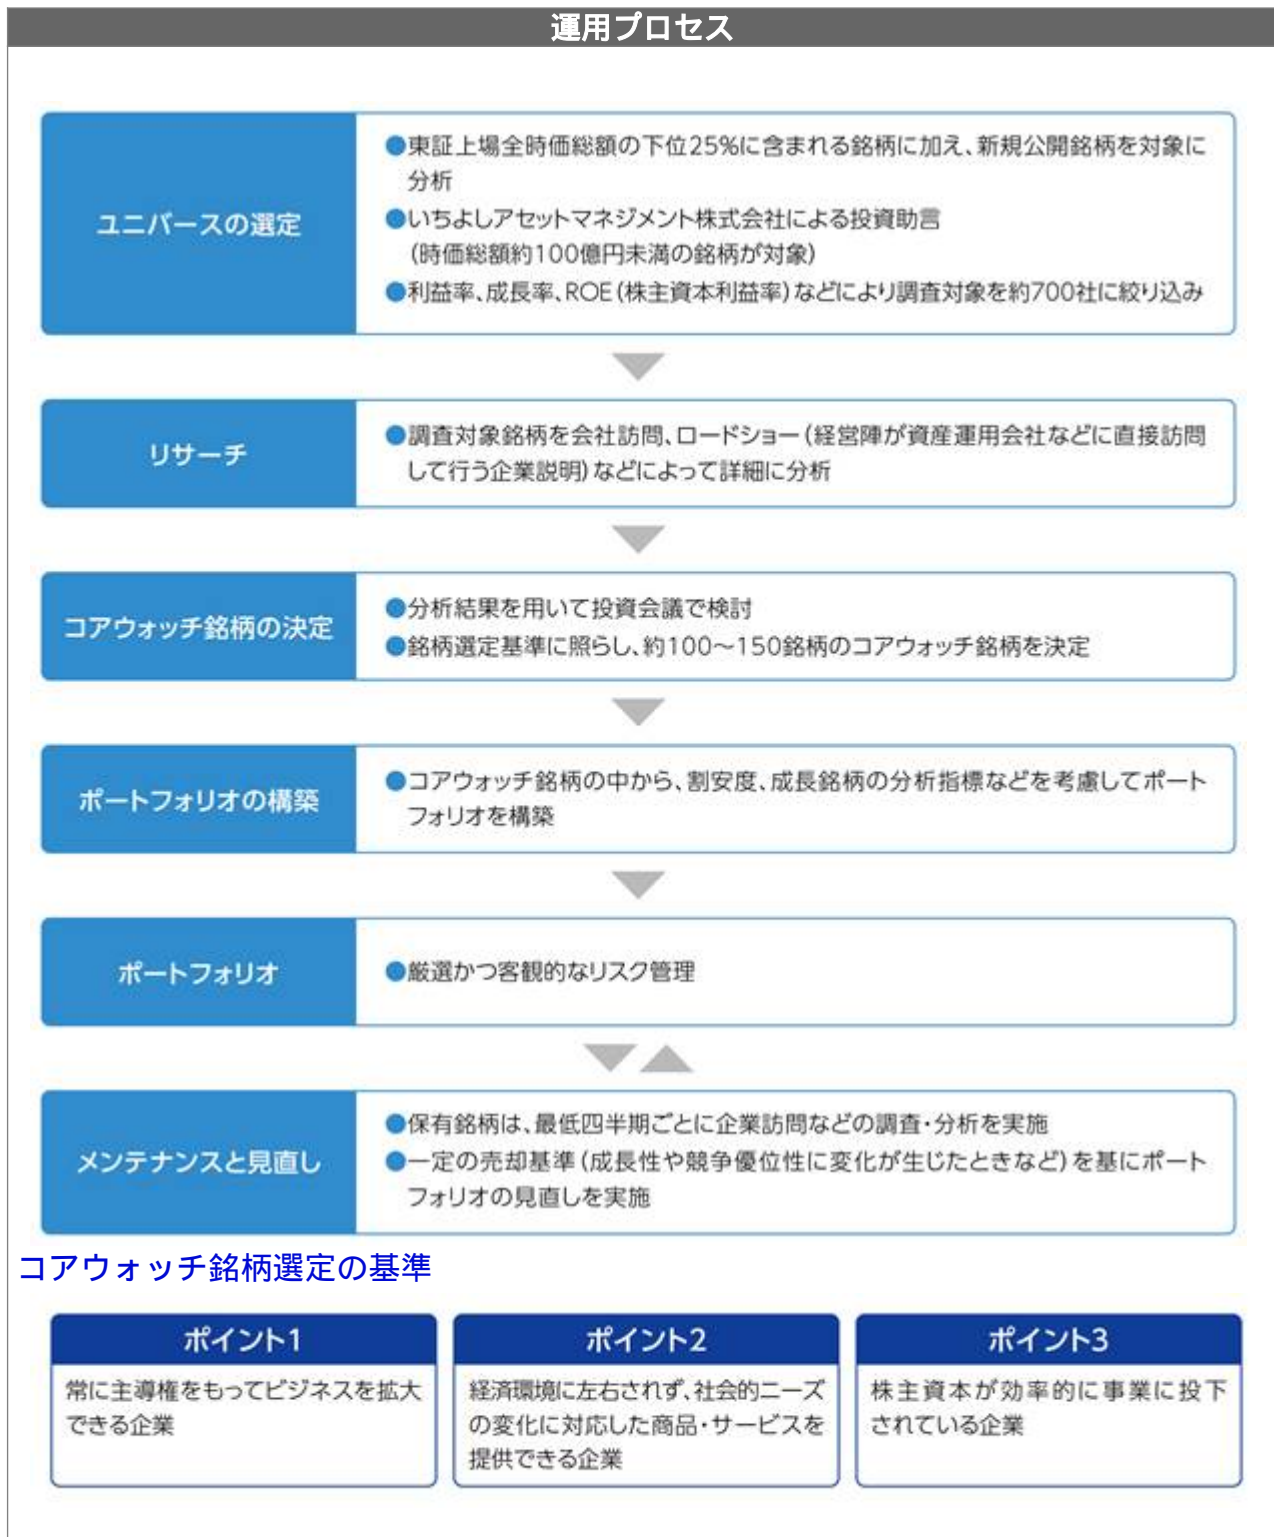 運用プロセス
ユニバースの選定
●東証上場全時価総額の下位25%に含まれる銘柄に加え、新規公開銘柄を対象に
分析
●いちよしアセットマネジメント株式会社による投資助言
(時価総額約100億円未満の銘柄が対象)
●利益率、成長率、ROE(株主資本利益率)などにより調査対象を約700社に絞り込み
リサーチ
●調査対象銘柄を会社訪問、ロードショー(経営陣が資産運用会社などに直接訪問
して行う企業説明)などによって詳細に分析
コアウォッチ銘柄の決定
●分析結果を用いて投資会議で検討
●銘柄選定基準に照らし、約100〜150銘柄のコアウォッチ銘柄を決定
ポートフォリオの構築
●コアウォッチ銘柄の中から、割安度、成長銘柄の分析指標などを考慮してポート
フォリオを構築
ポートフォリオ
●厳選かつ客観的なリスク管理
メンテナンスと見直し
●保有銘柄は、最低四半期ごとに企業訪問などの調査・分析を実施
●一定の売却基準(成長性や競争優位性に変化が生じたときなど)を基にポート
フォリオの見直しを実施
コアウォッチ銘柄選定の基準
ポイント1
常に主導権をもってビジネスを拡大
できる企業
ポイント2
経済環境に左右されず、社会的ニーズ
の変化に対応した商品・サービスを
提供できる企業
ポイント3
株主資本が効率的に事業に投下
されている企業